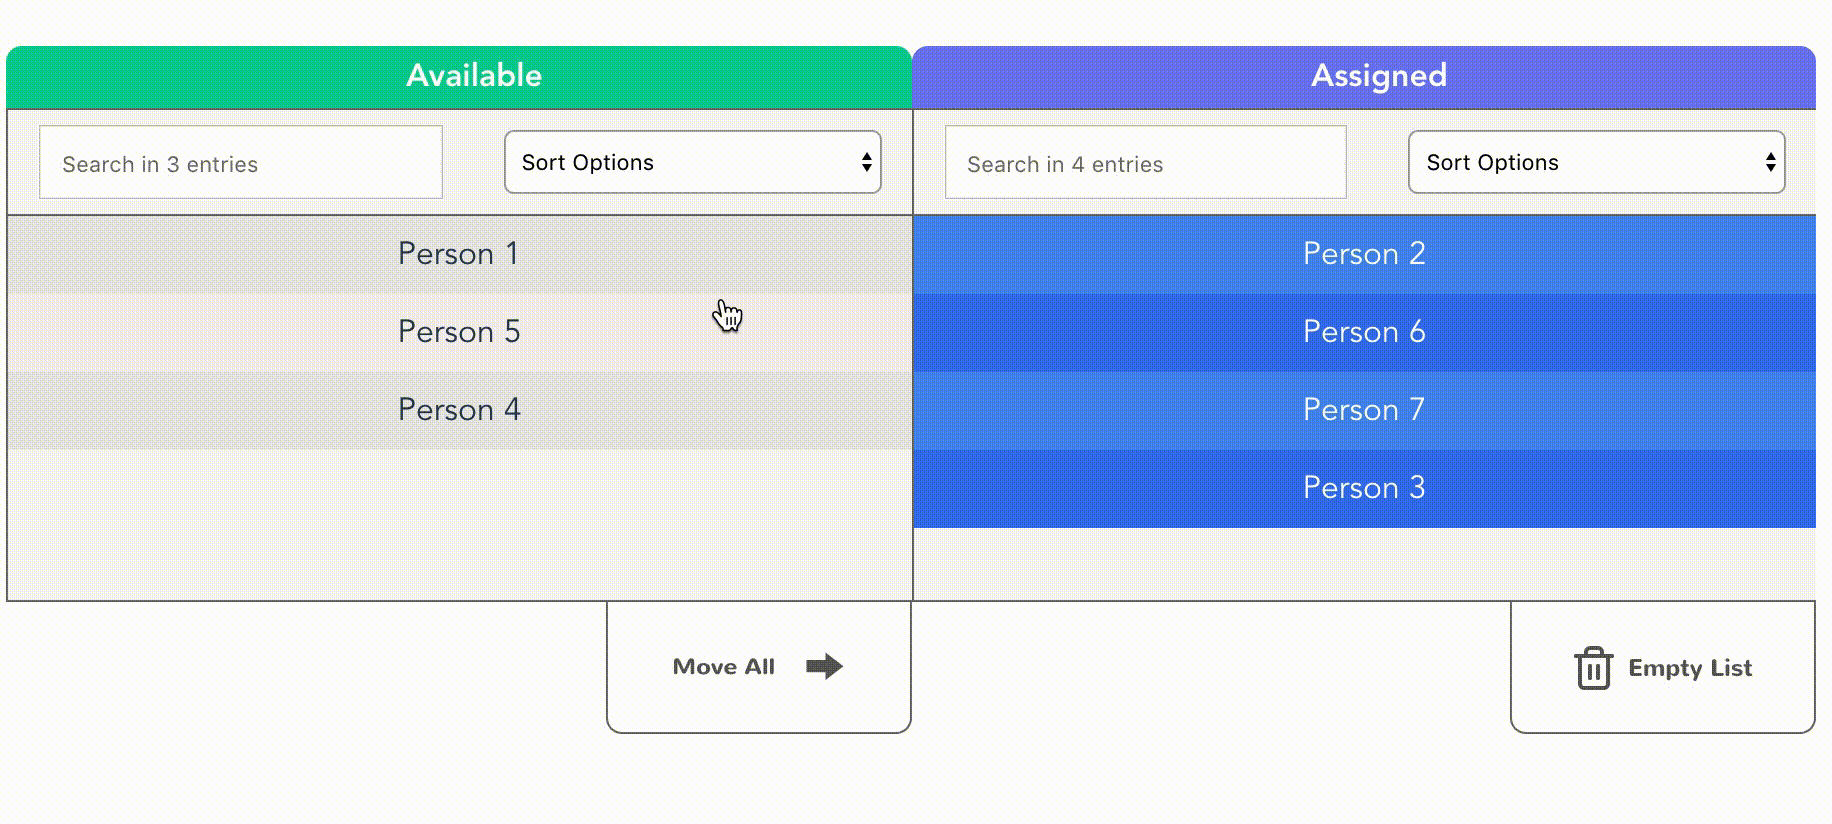 Available
Search in 3 entries
Sort Options
Person 1
Person 5
Person 4
Move All
Assigned
Search in 4 entries
Sort Options
Person 2
Person 6
Person 7
Person 3
Empty List